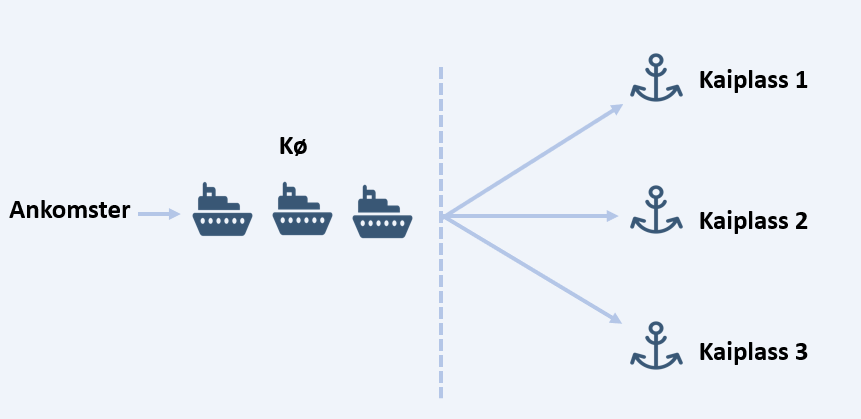 Kø
Ankomster
Kaiplass 1
Kaiplass 2
Kaiplass 3